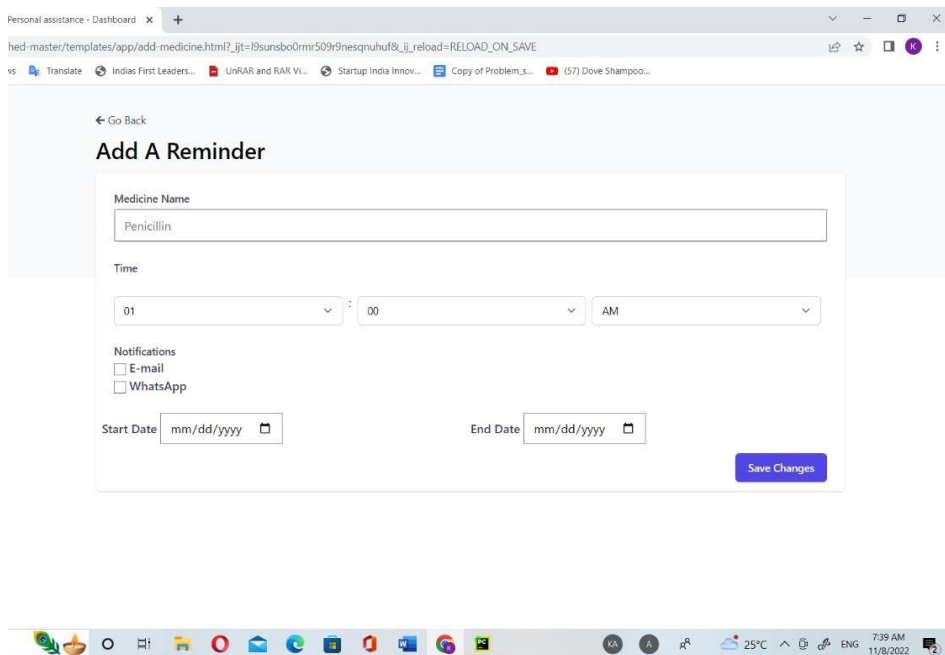 Personal assistance - Dashboard
hed-master/templates/app/add-medicine.html?_ijt=l9sunsbo0rmr509r9nesqnuhuf&_ij_reload=RELOAD_ON_SAVE
K
ws Translate Indias First Leaders... UnRAR and RAR Vi... Startup India Innov... Copy of Problem_s... (57) Dove Shampoo...
Go Back
Add A Reminder
Medicine Name
Penicillin
Time
01 : 00 AM
Notifications
E-mail
WhatsApp
Start Date mm/dd/yyyy End Date mm/dd/yyyy
Save Changes
KA A 25°C ENG 7:39 AM
11/8/2022 2